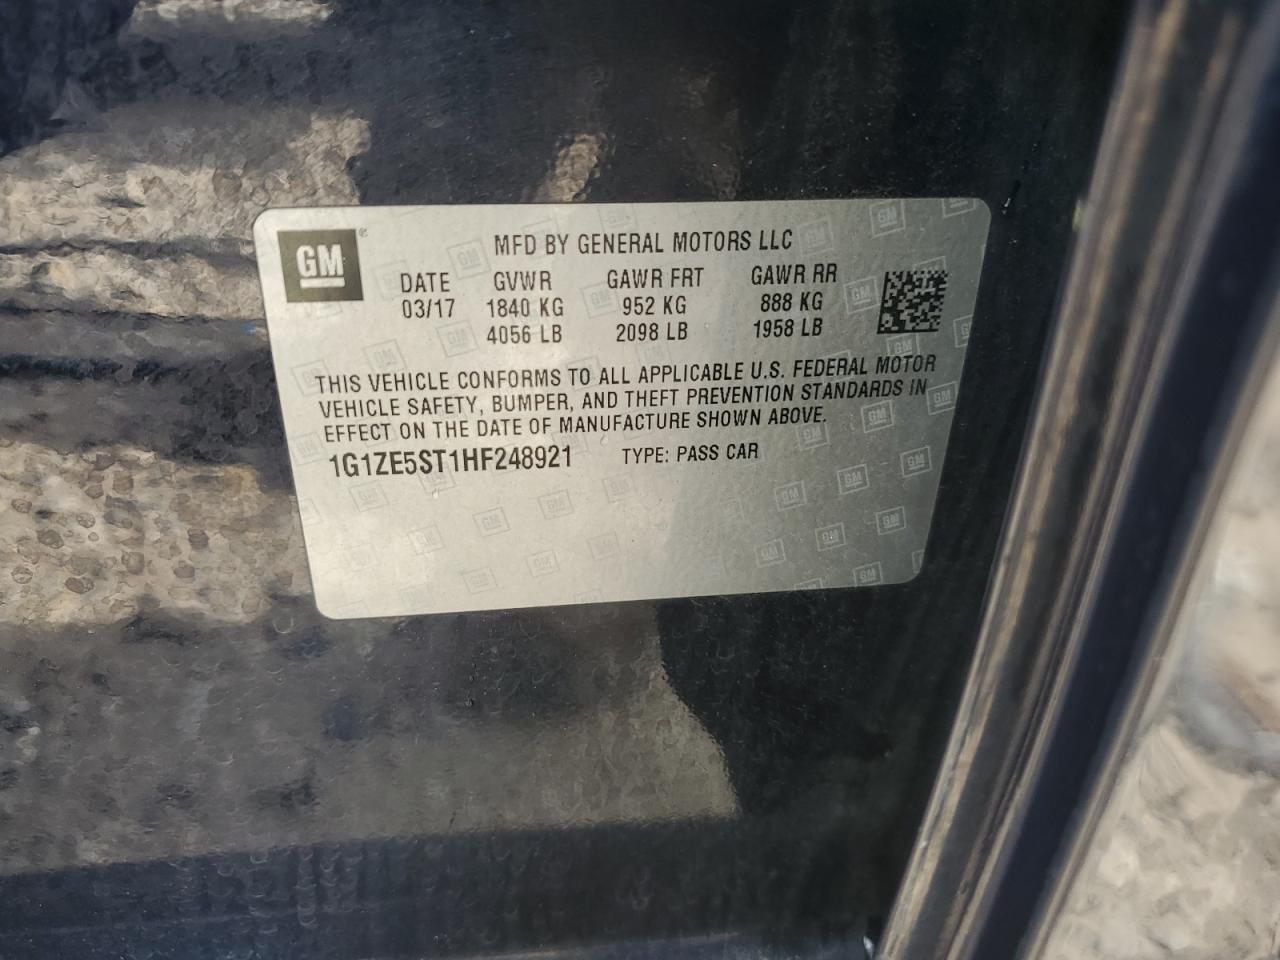 GM ® MFD BY GENERAL MOTORS LLC
DATE GVWR GAWR FRT GAWR RR
03/17 1840 KG 952 KG 888 KG
4056 LB 2098 LB 1958 LB
THIS VEHICLE CONFORMS TO ALL APPLICABLE U.S. FEDERAL MOTOR
VEHICLE SAFETY, BUMPER, AND THEFT PREVENTION STANDARDS IN
EFFECT ON THE DATE OF MANUFACTURE SHOWN ABOVE.
1G1ZE5ST1HF248921 TYPE: PASS CAR